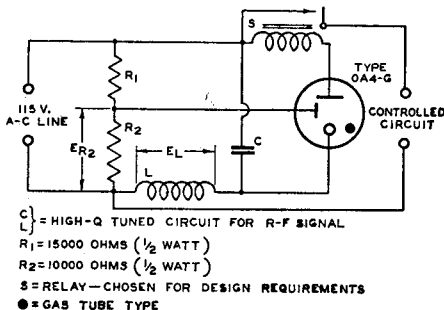 S
TYPE
OA4-G
R1
115 V.
A-C LINE
CONTROLLED
CIRCUIT
R2
ER2
EL
C
L
C
L } = HIGH-Q TUNED CIRCUIT FOR R-F SIGNAL
R1 = 15000 OHMS (1/2 WATT)
R2 = 10000 OHMS (1/2 WATT)
S = RELAY—CHOSEN FOR DESIGN REQUIREMENTS
● = GAS TUBE TYPE